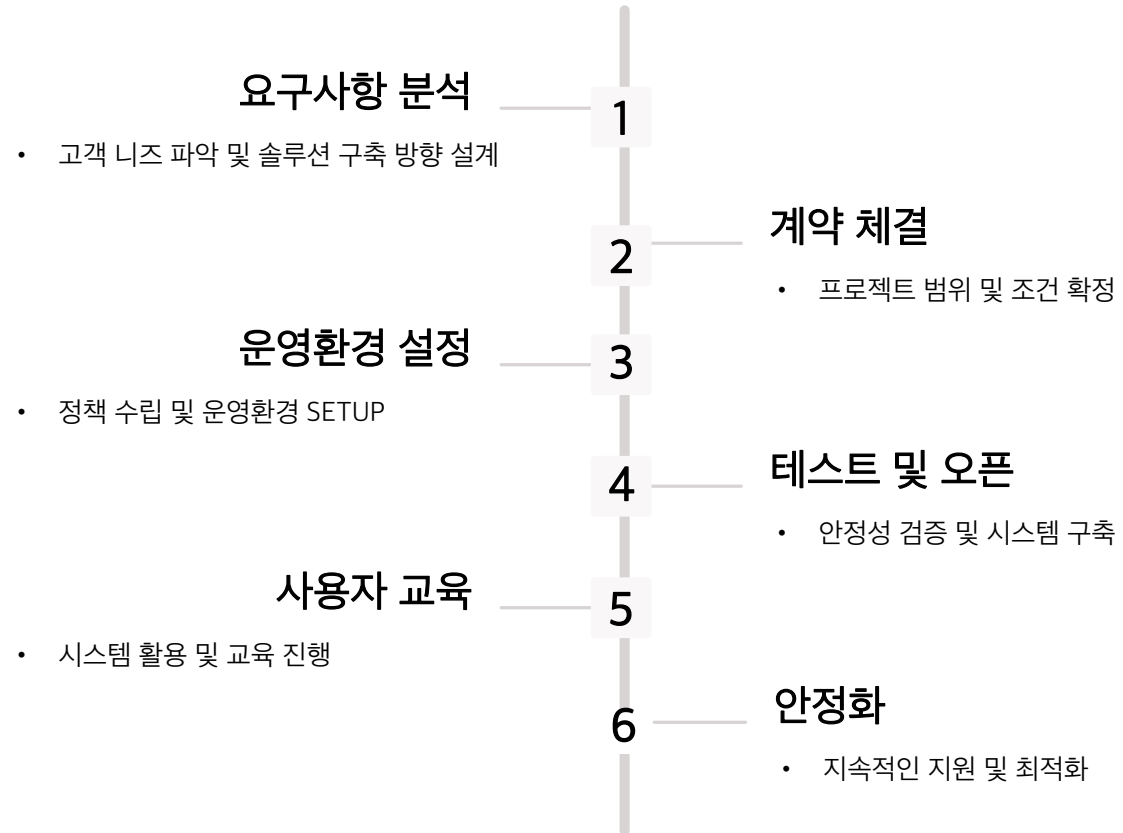 요구사항 분석
1
• 고객 니즈 파악 및 솔루션 구축 방향 설계
계약 체결
2
• 프로젝트 범위 및 조건 확정
운영환경 설정
3
• 정책 수립 및 운영환경 SETUP
테스트 및 오픈
4
• 안정성 검증 및 시스템 구축
사용자 교육
5
• 시스템 활용 및 교육 진행
안정화
6
• 지속적인 지원 및 최적화